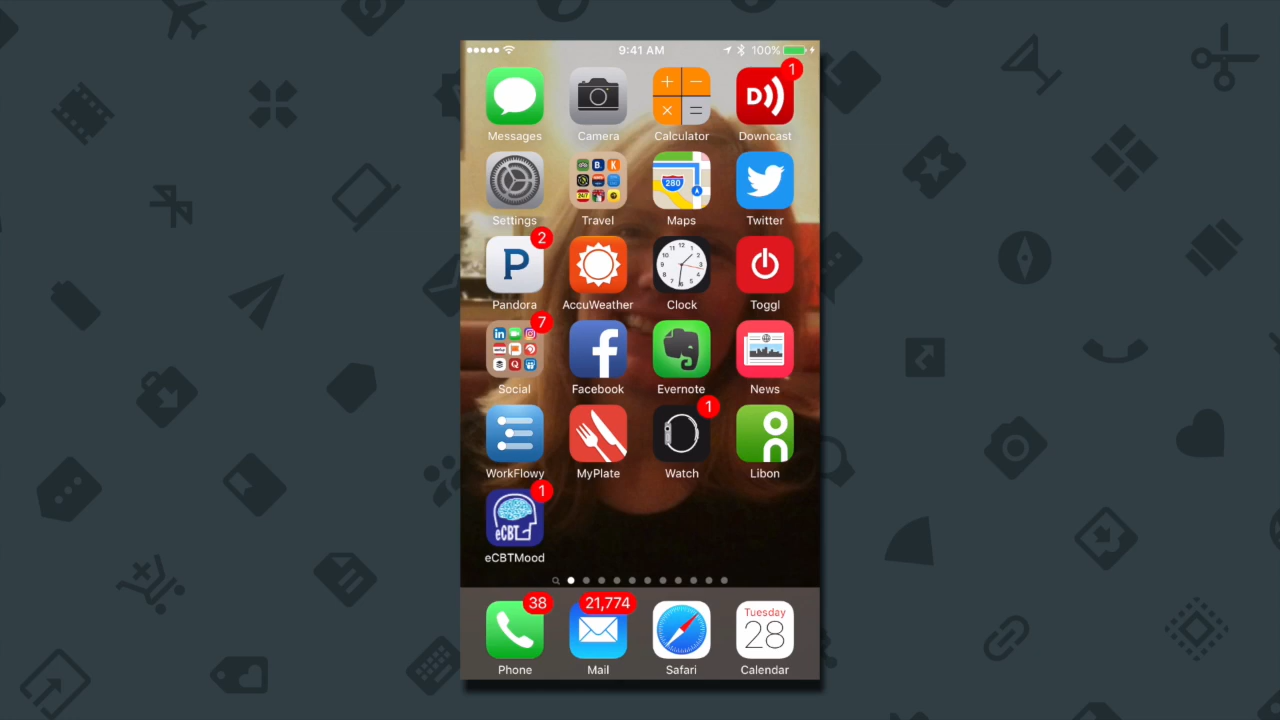 9:41 AM 100%
1
Messages Camera Calculator Downcast
280
Settings Travel Maps Twitter
2
P
Pandora AccuWeather Clock Toggl
7
Social Facebook Evernote News
1
WorkFlowy MyPlate Watch Libon
1
eCBT
eCBTMood
38 21,774
Tuesday
28
Phone Mail Safari Calendar